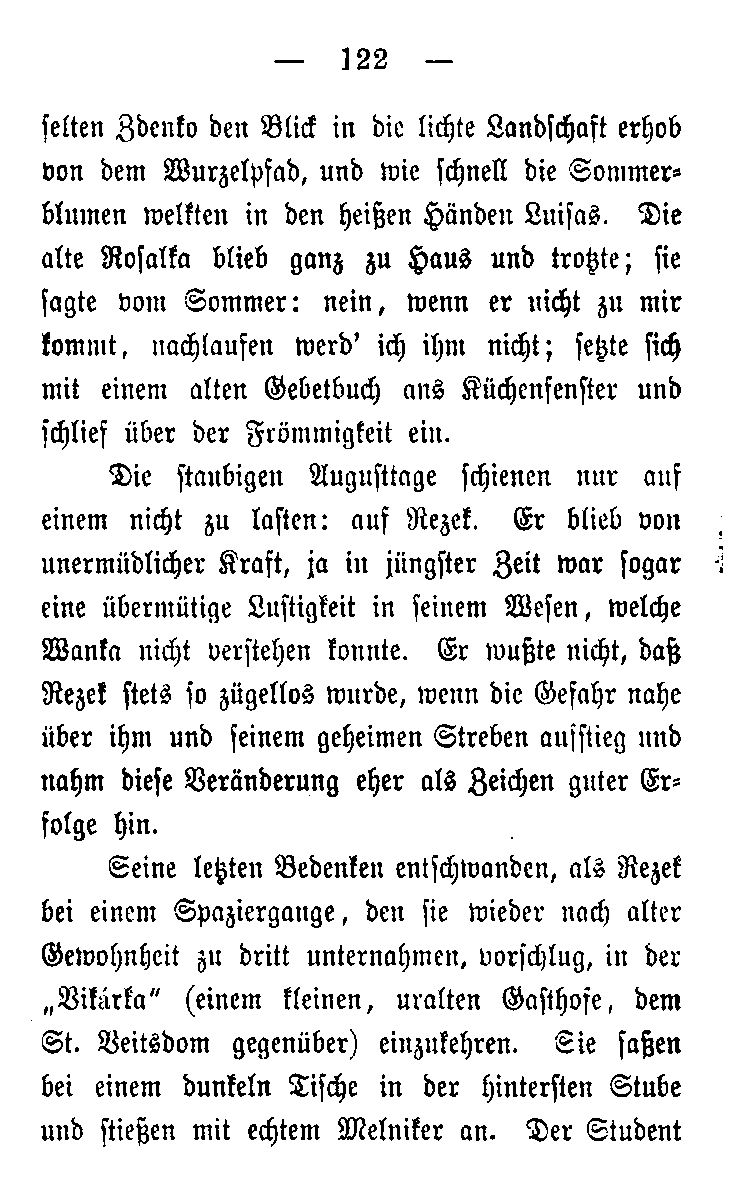 — 122 —
selten Zdenko den Blick in die lichte Landschaft erhob
von dem Wurzelpfad, und wie schnell die Sommer-
blumen welkten in den heißen Händen Luisas. Die
alte Rosalka blieb ganz zu Haus und trotzte; sie
sagte vom Sommer: nein, wenn er nicht zu mir
kommt, nachlaufen werd' ich ihm nicht; setzte sich
mit einem alten Gebetbuch ans Küchenfenster und
schlief über der Frömmigkeit ein.
Die staubigen Augusttage schienen nur auf
einem nicht zu lasten: auf Rezek. Er blieb von
unermüdlicher Kraft, ja in jüngster Zeit war sogar
eine übermütige Lustigkeit in seinem Wesen, welche
Wanka nicht verstehen konnte. Er wußte nicht, daß
Rezek stets so zügellos wurde, wenn die Gefahr nahe
über ihm und seinem geheimen Streben aufstieg und
nahm diese Veränderung eher als Zeichen guter Er-
folge hin.
Seine letzten Bedenken entschwanden, als Rezek
bei einem Spaziergange, den sie wieder nach alter
Gewohnheit zu dritt unternahmen, vorschlug, in der
„Vikárka“ (einem kleinen, uralten Gasthofe, dem
St. Veitsdom gegenüber) einzukehren. Sie saßen
bei einem dunkeln Tische in der hintersten Stube
und stießen mit echtem Melniker an. Der Student